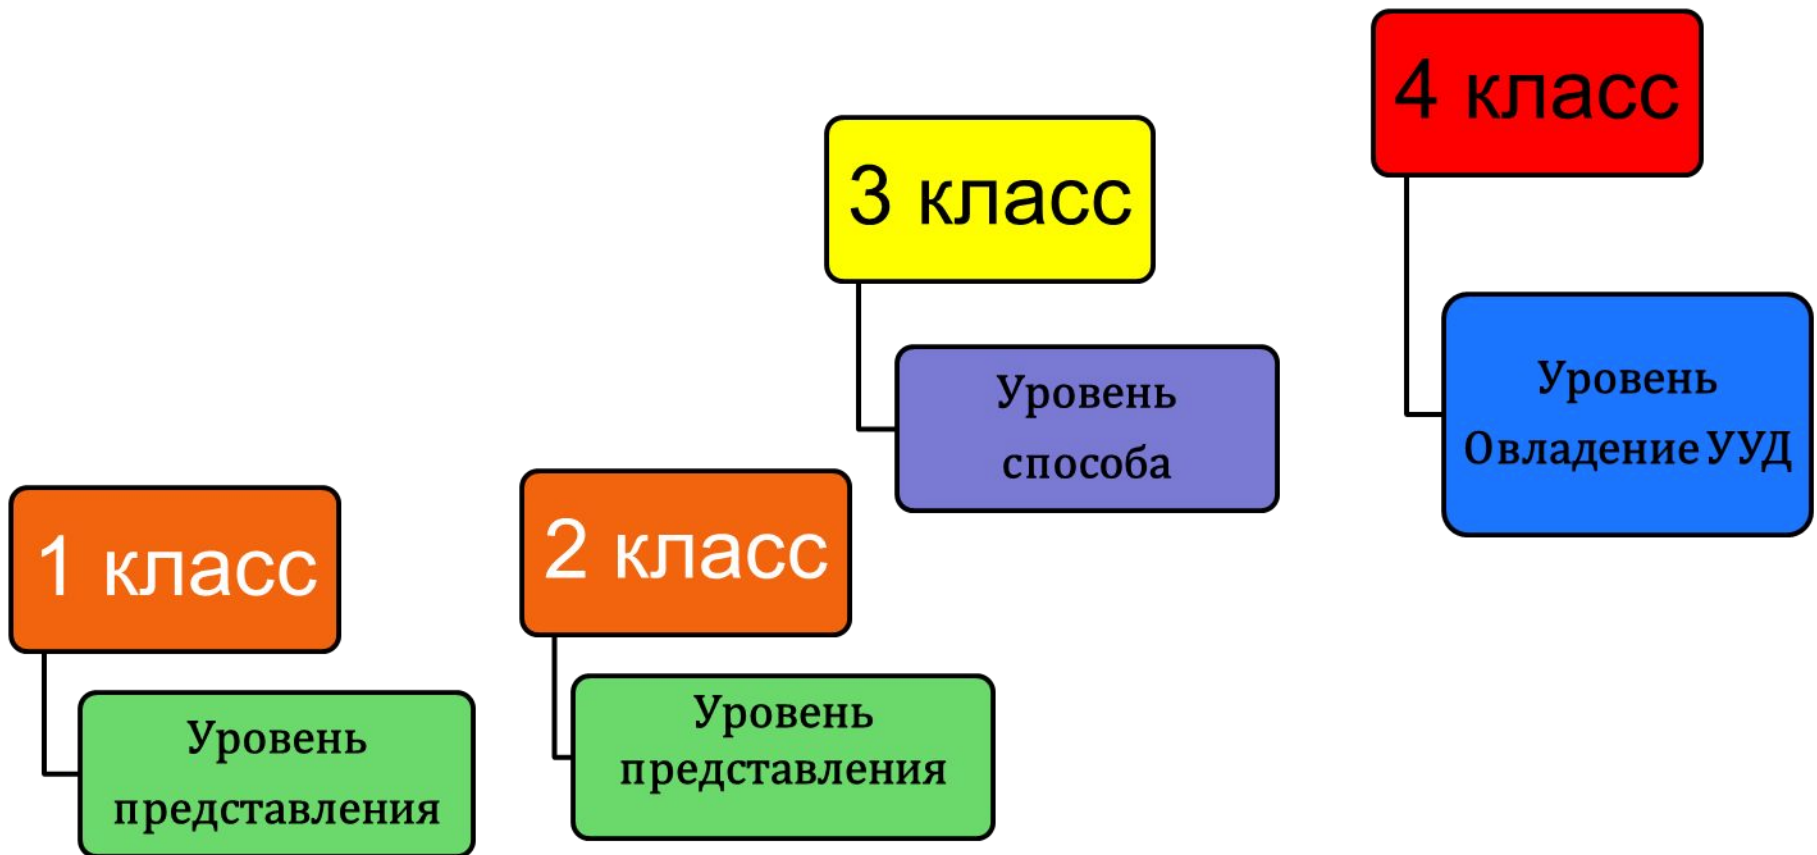 1 класс
Уровень
представления
2 класс
Уровень
представления
3 класс
Уровень
способа
4 класс
Уровень
Овладение УУД